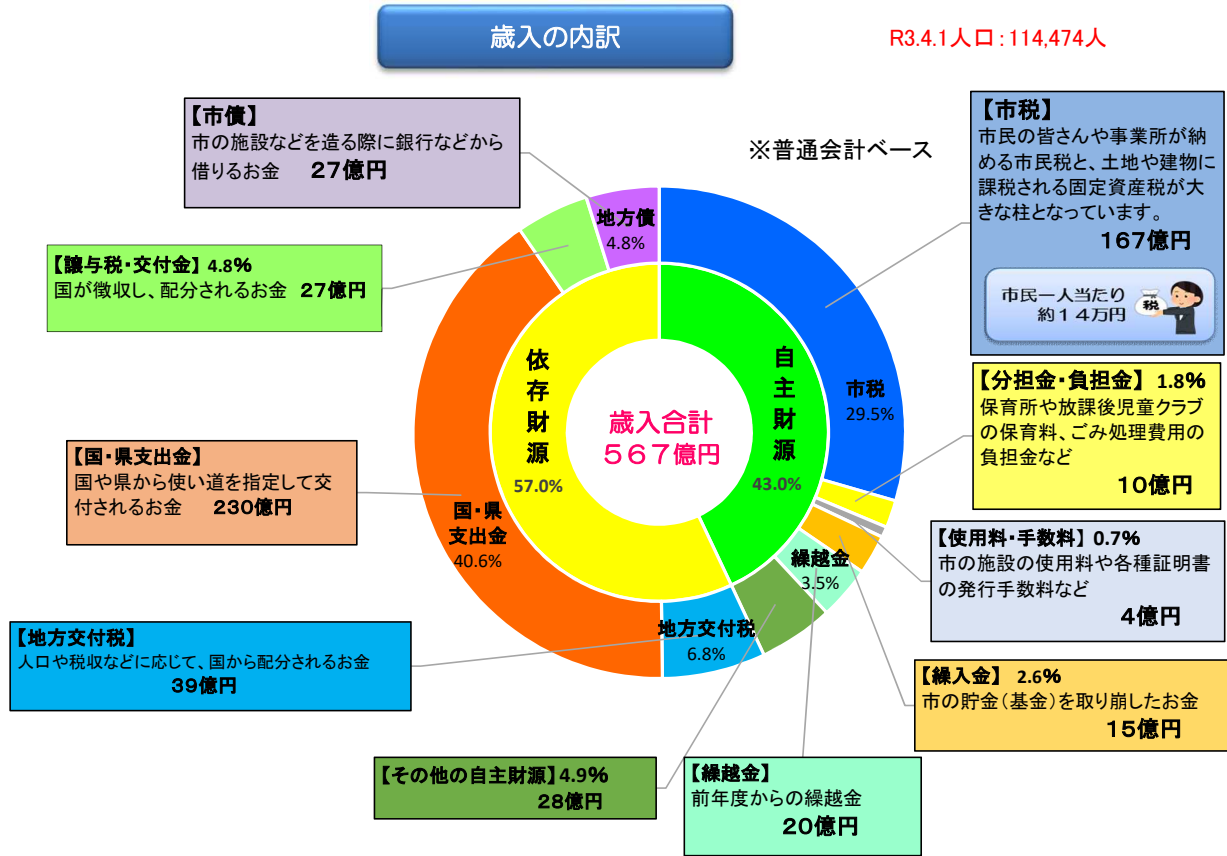 歳入の内訳
R3.4.1人口:114,474人
※普通会計ベース
【市債】
市の施設などを造る際に銀行などから
借りるお金 27億円
【譲与税・交付金】 4.8%
国が徴収し、配分されるお金 27億円
【国・県支出金】
国や県から使い道を指定して交
付されるお金 230億円
【地方交付税】
人口や税収などに応じて、国から配分されるお金
39億円
【その他の自主財源】4.9%
28億円
【繰越金】
前年度からの繰越金
20億円
【市税】
市民の皆さんや事業所が納
める市民税と、土地や建物に
課税される固定資産税が大
きな柱となっています。
167億円
市民一人当たり
約14万円
税
【分担金・負担金】 1.8%
保育所や放課後児童クラブ
の保育料、ごみ処理費用の
負担金など
10億円
【使用料・手数料】 0.7%
市の施設の使用料や各種証明書
の発行手数料など
4億円
【繰入金】 2.6%
市の貯金(基金)を取り崩したお金
15億円
地方債
4.8%
市税
29.5%
繰越金
3.5%
地方交付税
6.8%
国・県
支出金
40.6%
依存財源
57.0%
自主財源
43.0%
歳入合計
567億円